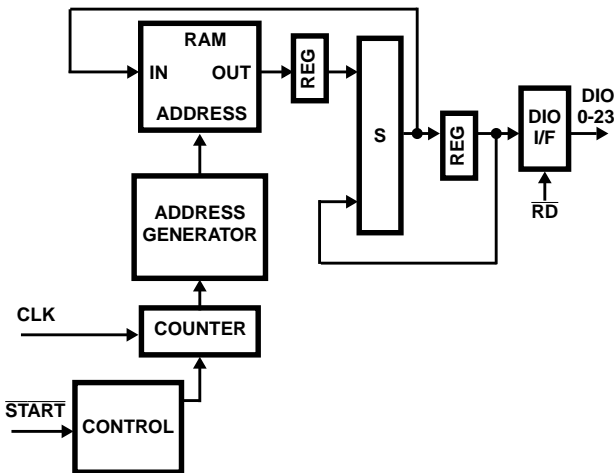 RAM
IN OUT
ADDRESS
REG
S
REG
DIO
I/F
DIO
0-23
RD
ADDRESS
GENERATOR
CLK
COUNTER
START
CONTROL